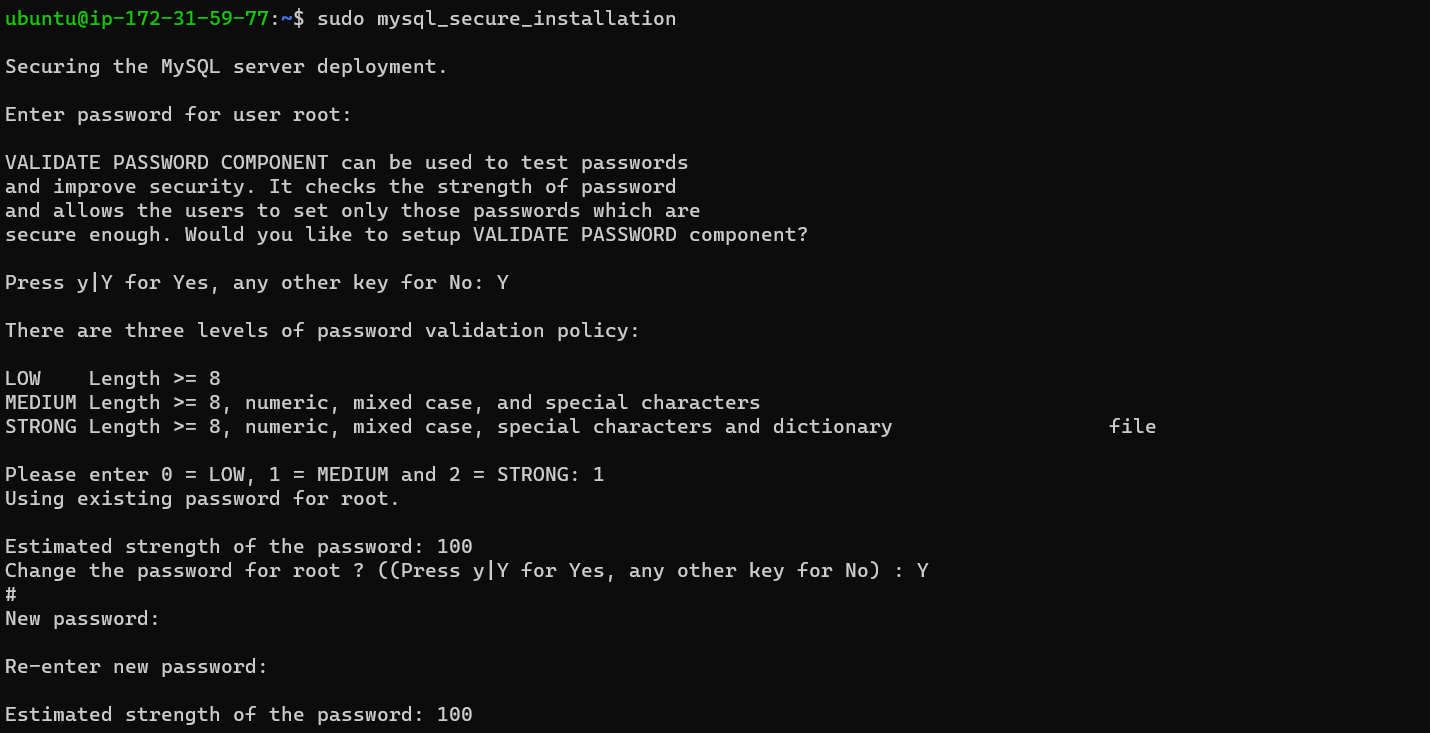 ubuntu@ip-172-31-59-77:~$ sudo mysql_secure_installation
Securing the MySQL server deployment.
Enter password for user root:
VALIDATE PASSWORD COMPONENT can be used to test passwords
and improve security. It checks the strength of password
and allows the users to set only those passwords which are
secure enough. Would you like to setup VALIDATE PASSWORD component?
Press y|Y for Yes, any other key for No: Y
There are three levels of password validation policy:
LOW    Length >= 8
MEDIUM Length >= 8, numeric, mixed case, and special characters
STRONG Length >= 8, numeric, mixed case, special characters and dictionary                  file
Please enter 0 = LOW, 1 = MEDIUM and 2 = STRONG: 1
Using existing password for root.
Estimated strength of the password: 100
Change the password for root ? ((Press y|Y for Yes, any other key for No) : Y
#
New password:
Re-enter new password:
Estimated strength of the password: 100